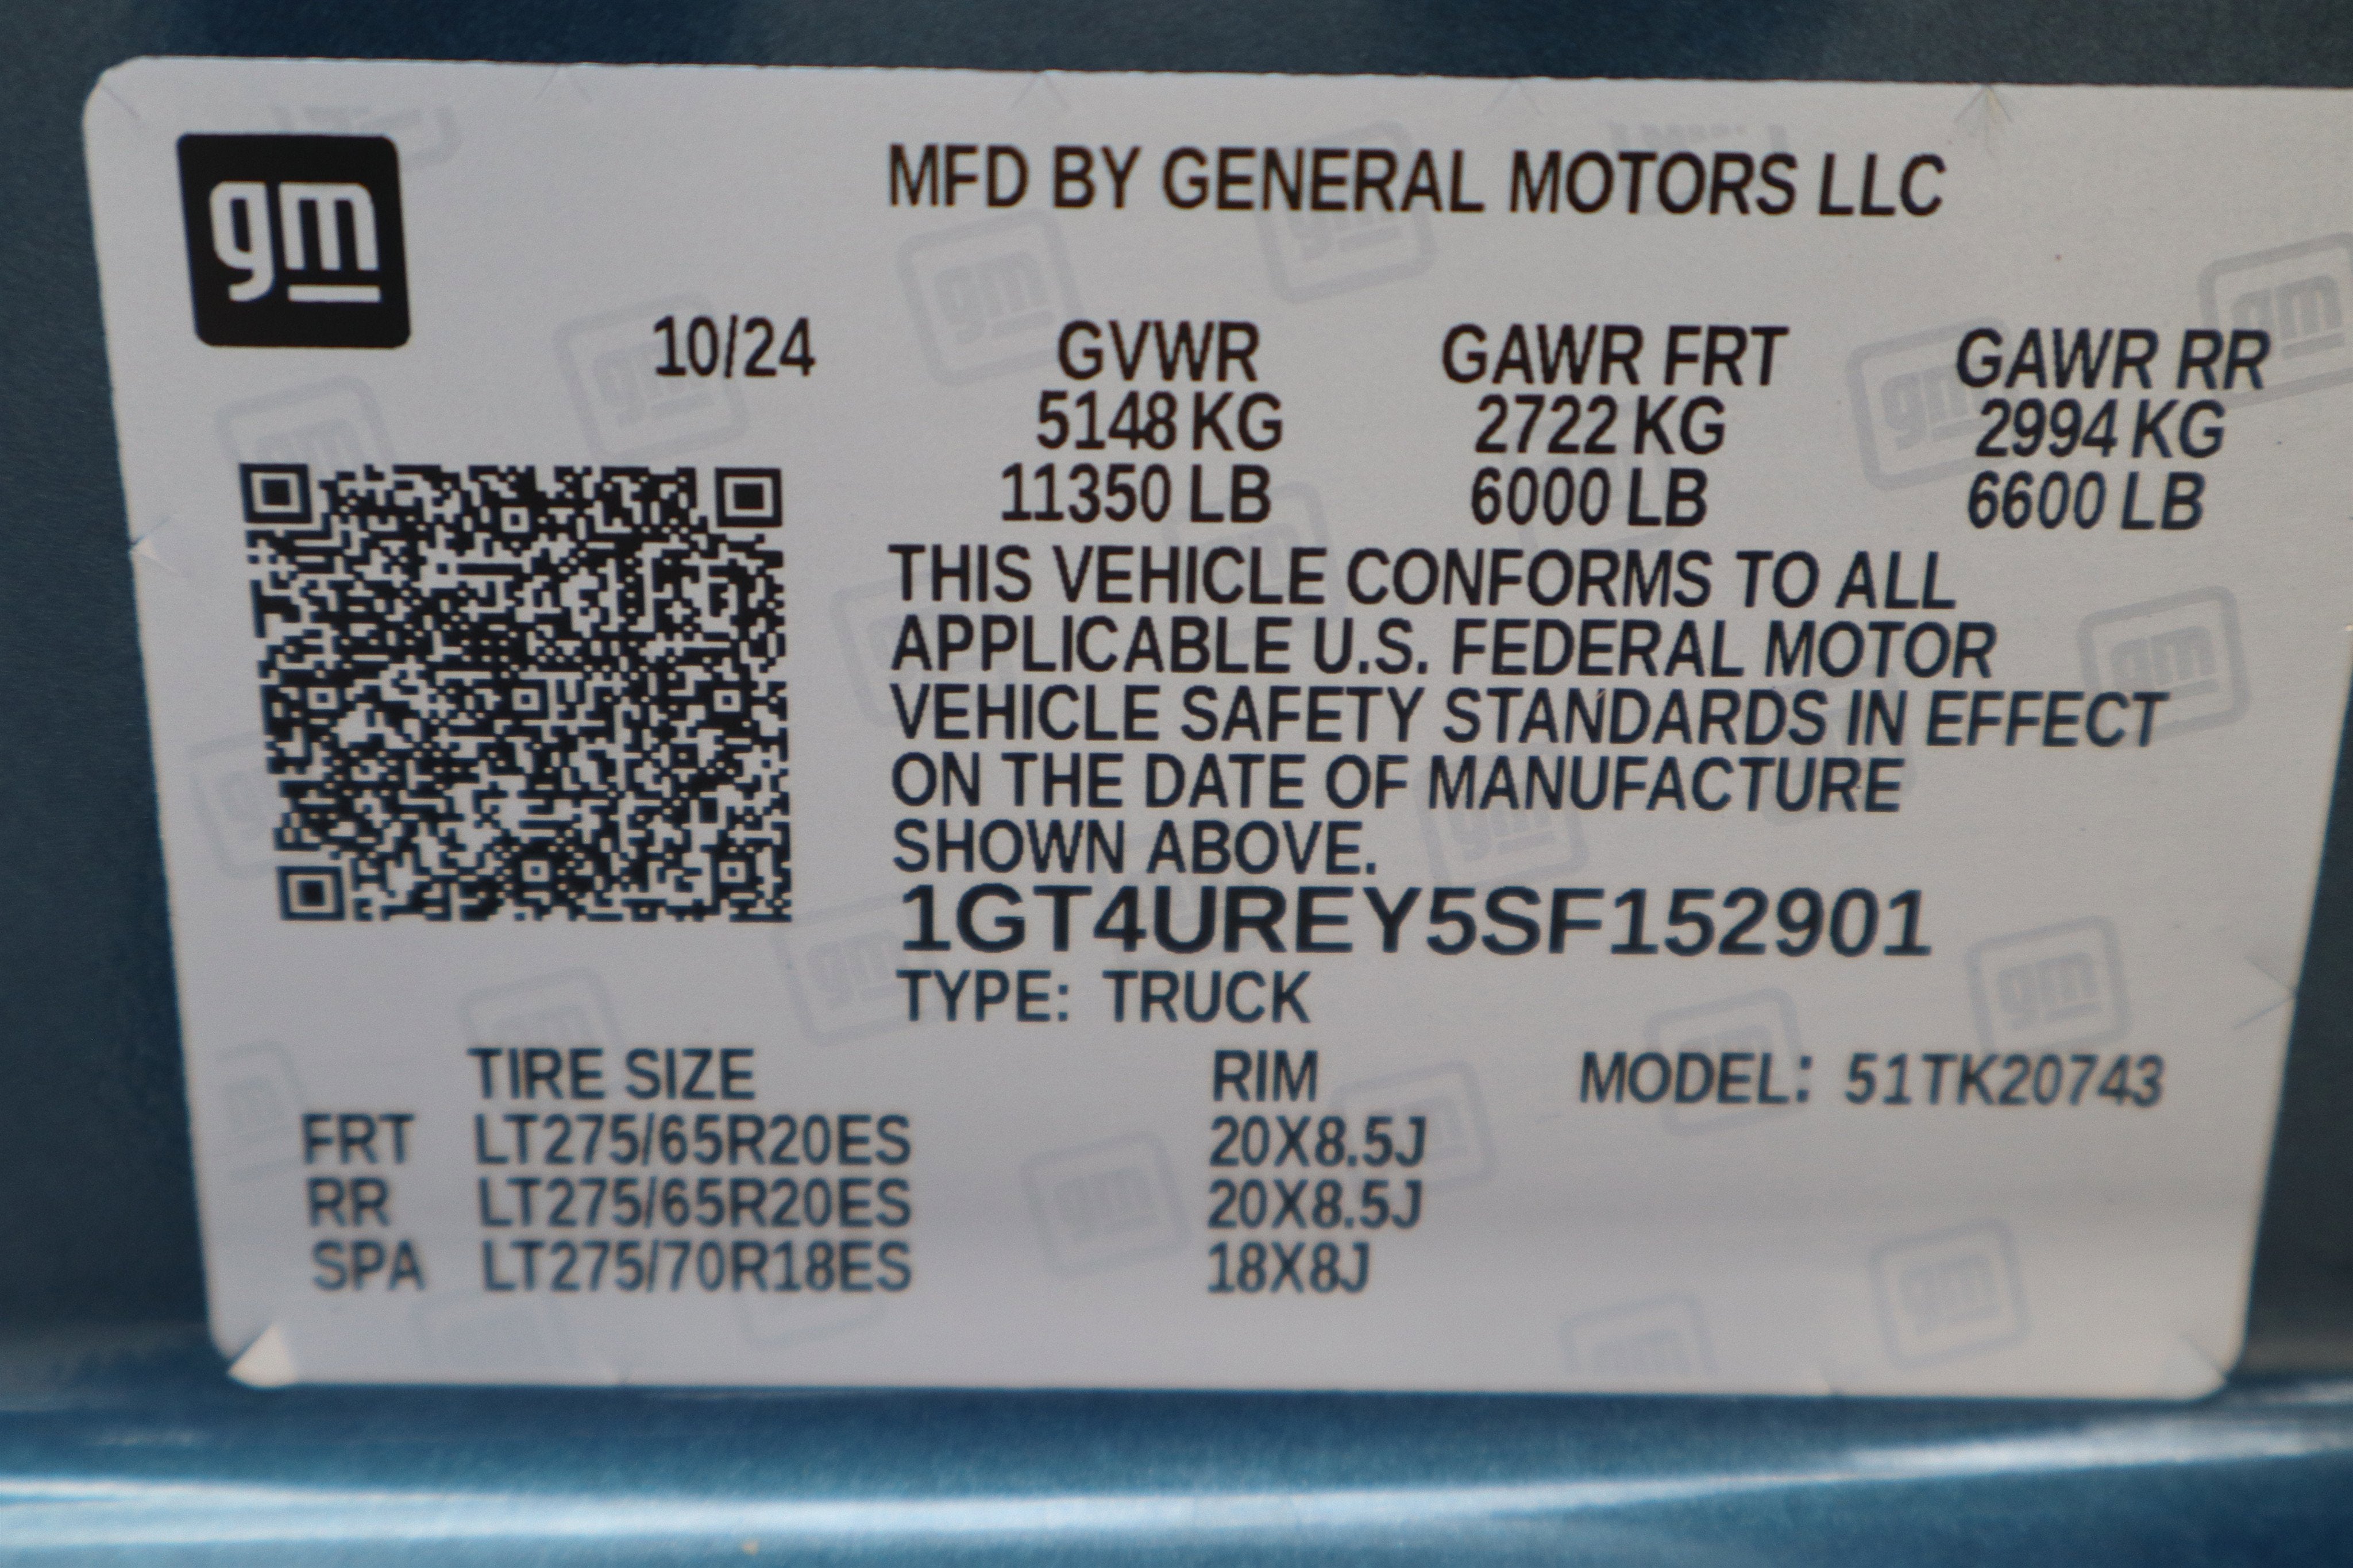 gm
MFD BY GENERAL MOTORS LLC
10/24 GVWR GAWR FRT GAWR RR
5148 KG 2722 KG 2994 KG
11350 LB 6000 LB 6600 LB
THIS VEHICLE CONFORMS TO ALL
APPLICABLE U.S. FEDERAL MOTOR
VEHICLE SAFETY STANDARDS IN EFFECT
ON THE DATE OF MANUFACTURE
SHOWN ABOVE.
1GT4UREY5SF152901
TYPE: TRUCK
TIRE SIZE RIM MODEL: 51TK20743
FRT LT275/65R20ES 20X8.5J
RR LT275/65R20ES 20X8.5J
SPA LT275/70R18ES 18X8J